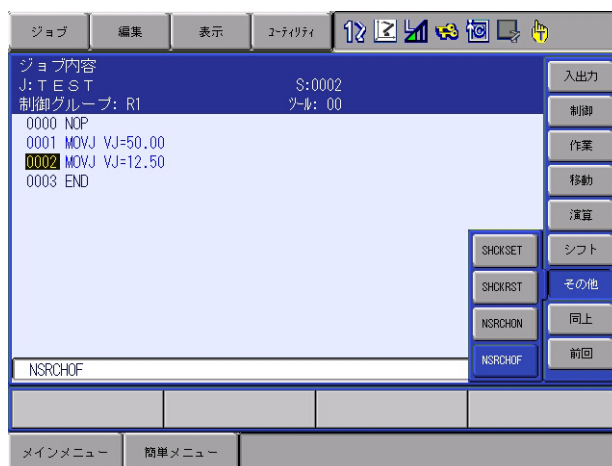 ジョブ 編集 表示 ﾕｰﾃｨﾘﾃｨ
ジョブ内容
J:TEST S:0002
制御グループ: R1 ﾂｰﾙ: 00
0000 NOP
0001 MOVJ VJ=50.00
0002 MOVJ VJ=12.50
0003 END
入出力
制御
作業
移動
演算
SHCKSET シフト
SHCKRST その他
NSRCHON 同上
NSRCHOF 前回
NSRCHOF
メインメニュー 簡単メニュー